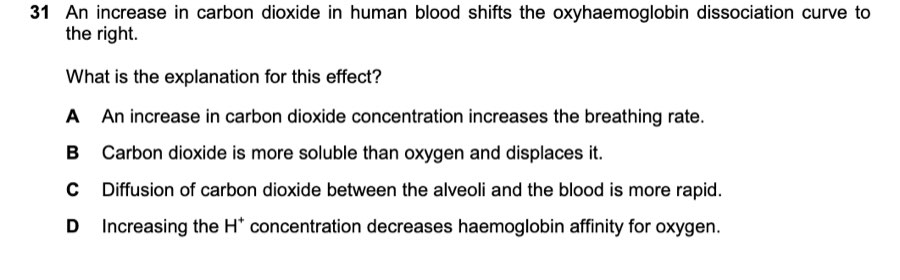 31 An increase in carbon dioxide in human blood shifts the oxyhaemoglobin dissociation curve to
the right.
What is the explanation for this effect?
A An increase in carbon dioxide concentration increases the breathing rate.
B Carbon dioxide is more soluble than oxygen and displaces it.
C Diffusion of carbon dioxide between the alveoli and the blood is more rapid.
D Increasing the H⁺ concentration decreases haemoglobin affinity for oxygen.